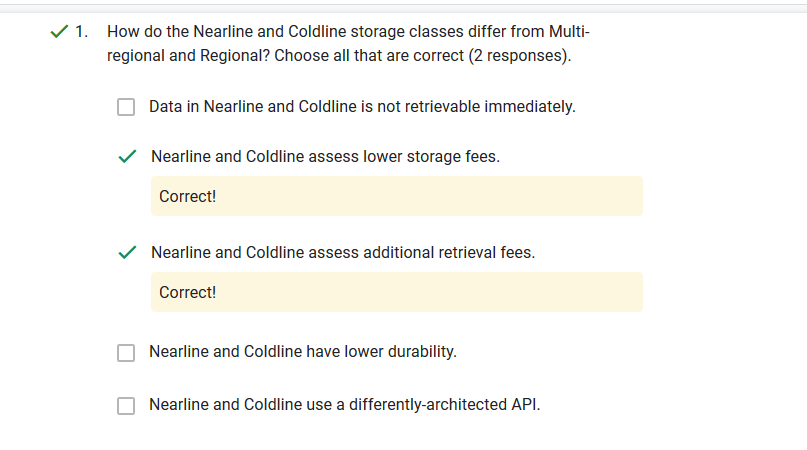 1. How do the Nearline and Coldline storage classes differ from Multi-
regional and Regional? Choose all that are correct (2 responses).
Data in Nearline and Coldline is not retrievable immediately.
Nearline and Coldline assess lower storage fees.
Correct!
Nearline and Coldline assess additional retrieval fees.
Correct!
Nearline and Coldline have lower durability.
Nearline and Coldline use a differently-architected API.